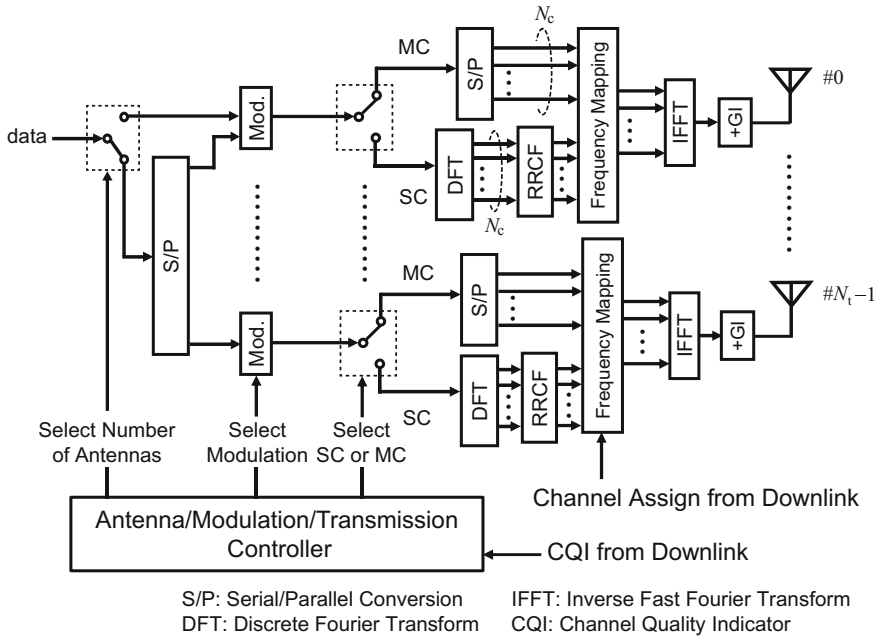 N_c
MC
S/P
Frequency Mapping
IFFT
+GI
#0
data
Mod.
SC
DFT
N_c
RRCF
S/P
MC
S/P
Frequency Mapping
IFFT
+GI
#N_t−1
Mod.
SC
DFT
RRCF
Select Number
of Antennas
Select
Modulation
Select
SC or MC
Channel Assign from Downlink
Antenna/Modulation/Transmission
Controller
CQI from Downlink
S/P: Serial/Parallel Conversion
IFFT: Inverse Fast Fourier Transform
DFT: Discrete Fourier Transform
CQI: Channel Quality Indicator